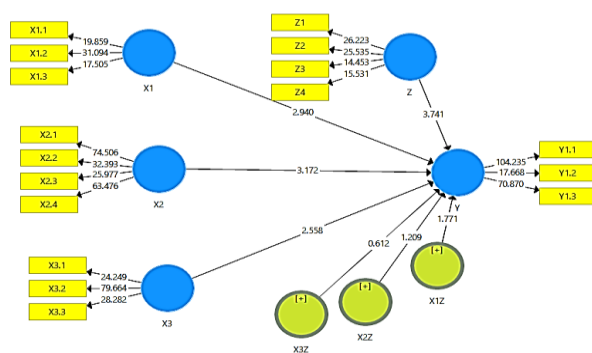 X1.1
X1.2
X1.3
19.859
31.094
17.505
X1
Z1
Z2
Z3
Z4
26.223
25.535
14.453
15.531
Z
2.940
3.741
X2.1
X2.2
X2.3
X2.4
74.506
32.393
25.977
63.476
X2
3.172
Y
104.235
17.668
70.870
Y1.1
Y1.2
Y1.3
2.558
0.612
1.209
1.771
X3.1
X3.2
X3.3
24.249
79.664
28.282
X3
[+]
X3Z
[+]
X2Z
[+]
X1Z